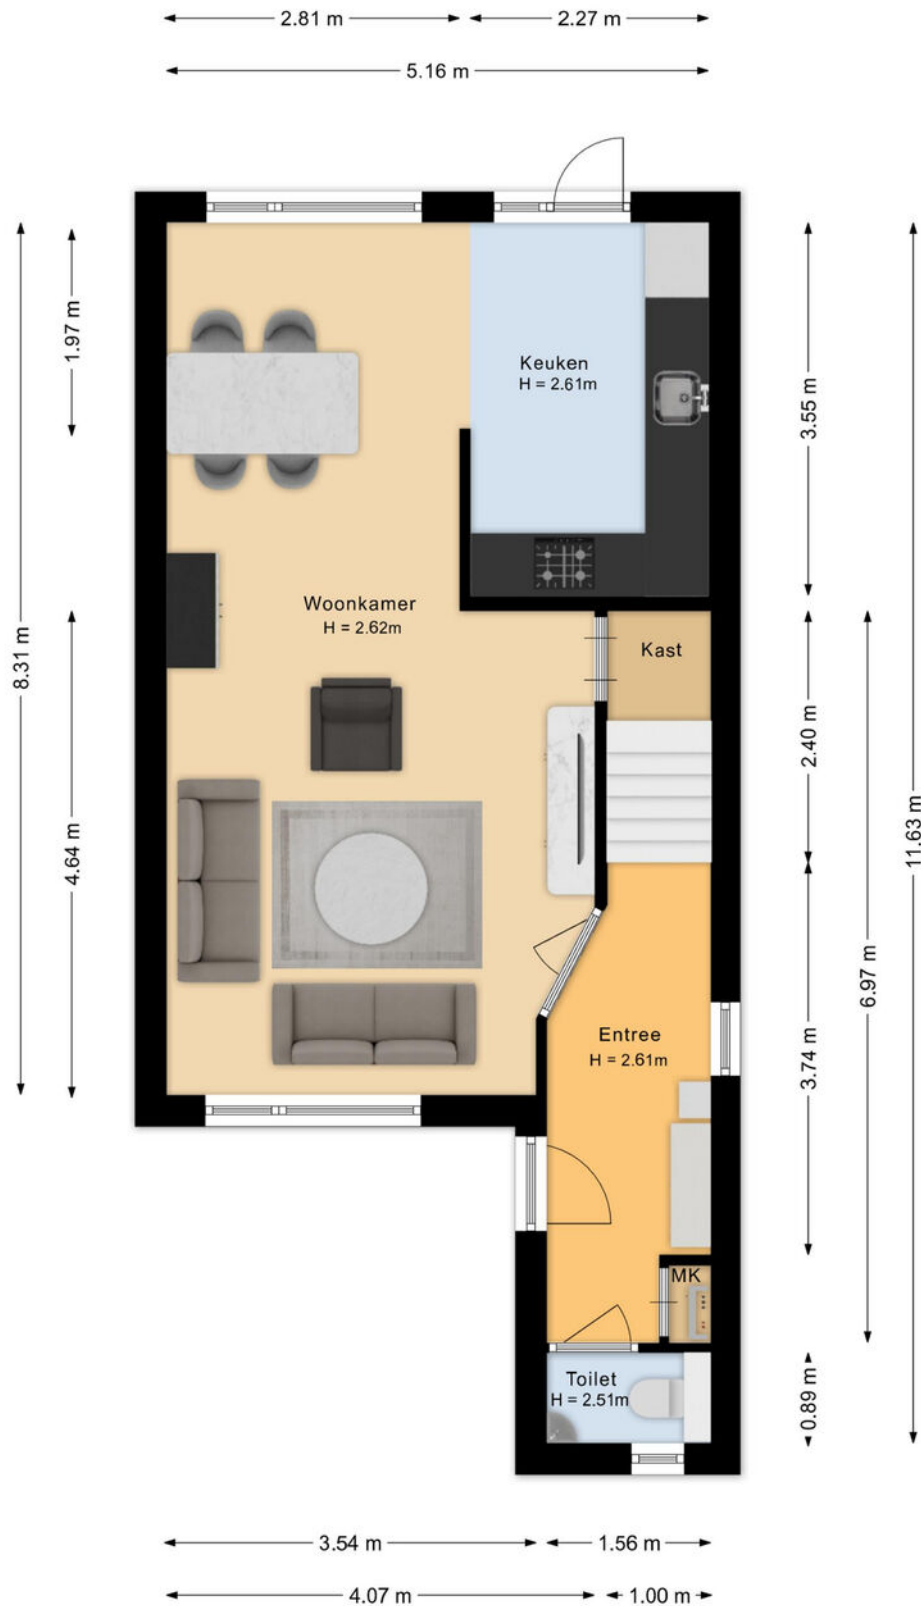 2.81 m
2.27 m
5.16 m
1.97 m
Keuken
H = 2.61m
3.55 m
Woonkamer
H = 2.62m
8.31 m
Kast
2.40 m
11.63 m
4.64 m
6.97 m
Entree
H = 2.61m
3.74 m
MK
Toilet
H = 2.51m
0.89 m
3.54 m
1.56 m
4.07 m
1.00 m